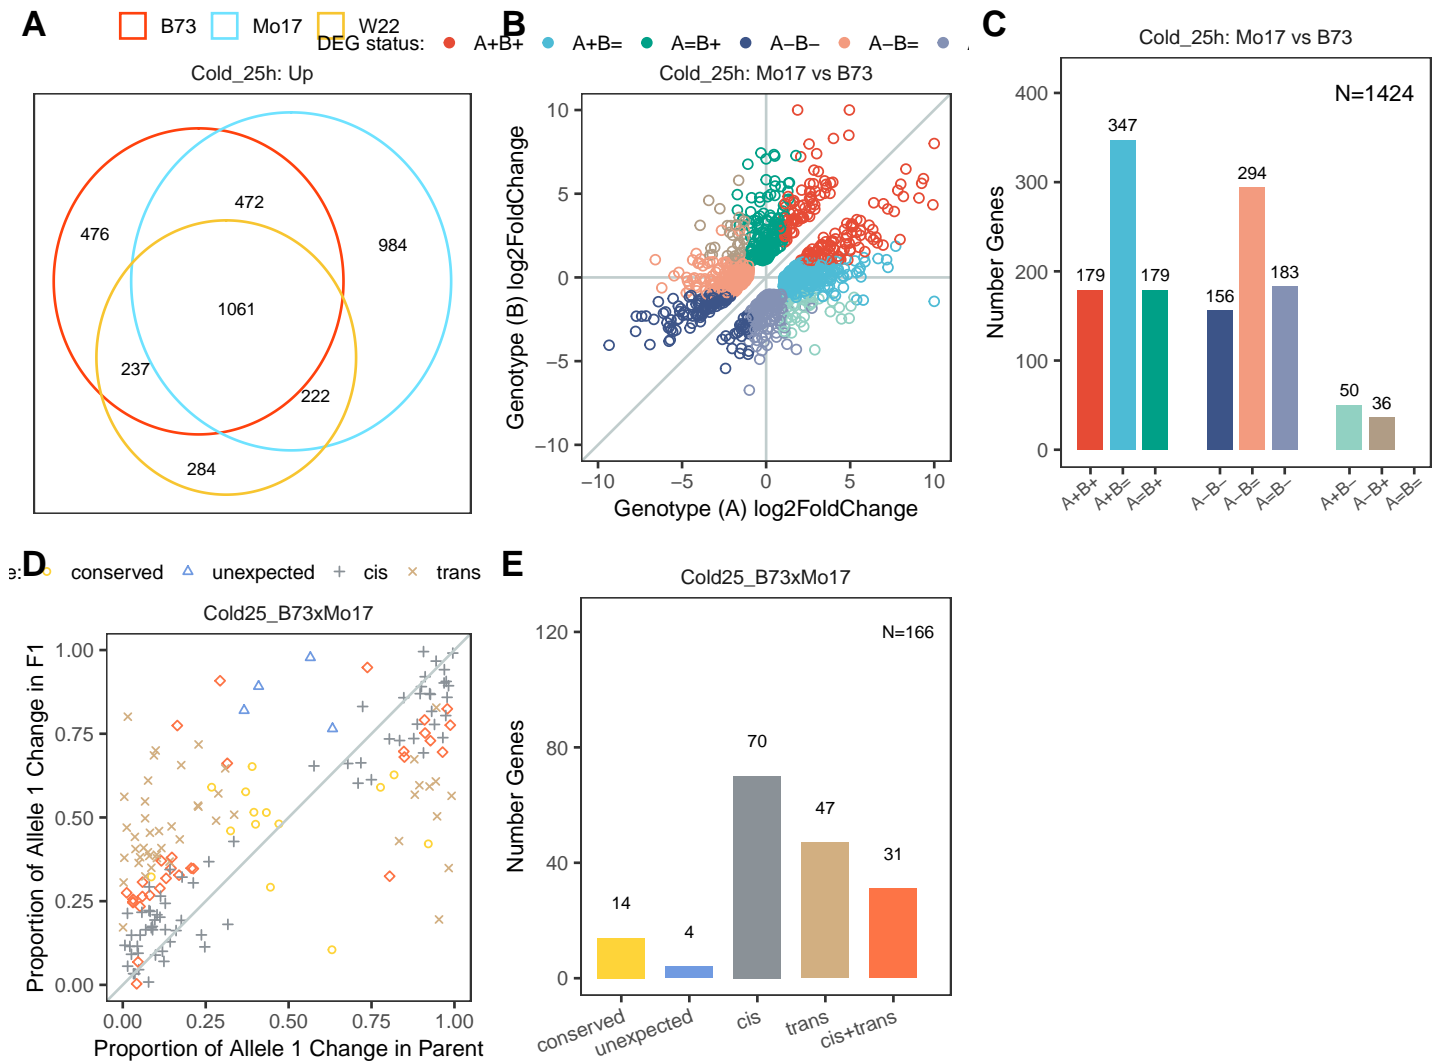 A
B73
Mo17
W22
Cold_25h: Up
472
476
984
1061
237
222
284
B
DEG status:
A+B+
A+B=
A=B+
A−B−
A−B=
Cold_25h: Mo17 vs B73
Genotype (B) log2FoldChange
10
5
0
−5
−10
−10
−5
0
5
10
Genotype (A) log2FoldChange
C
Cold_25h: Mo17 vs B73
N=1424
Number Genes
400
300
200
100
0
179
347
179
156
294
183
50
36
A+B+
A+B=
A=B+
A−B−
A−B=
A=B−
A+B−
A−B+
A=B=
D
e:
conserved
unexpected
cis
trans
Cold25_B73xMo17
Proportion of Allele 1 Change in F1
1.00
0.75
0.50
0.25
0.00
0.00
0.25
0.50
0.75
1.00
Proportion of Allele 1 Change in Parent
E
Cold25_B73xMo17
N=166
Number Genes
120
80
40
0
14
4
70
47
31
conserved
unexpected
cis
trans
cis+trans